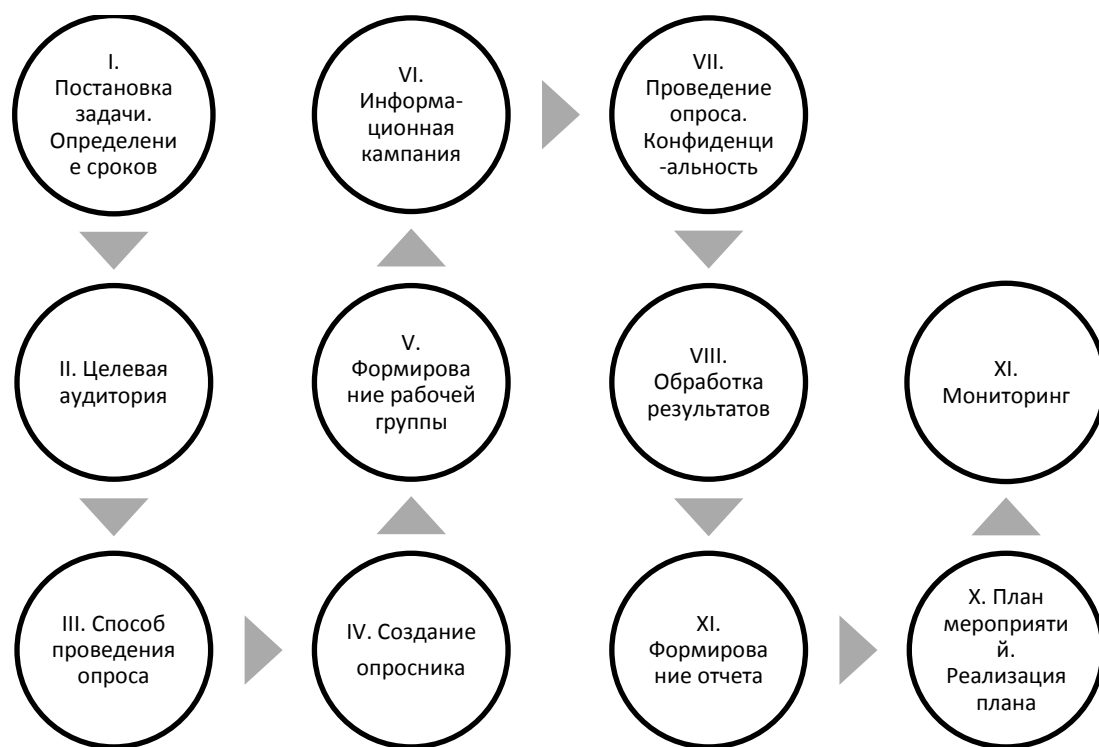 I.
Постановка
задачи.
Определени
е сроков
II. Целевая
аудитория
III. Способ
проведения
опроса
IV. Создание
опросника
V.
Формирова
ние рабочей
группы
VI.
Информа-
ционная
кампания
VII.
Проведение
опроса.
Конфиденци
-альность
VIII.
Обработка
результатов
XI.
Формирова
ние отчета
X. План
мероприяти
й.
Реализация
плана
XI.
Мониторинг